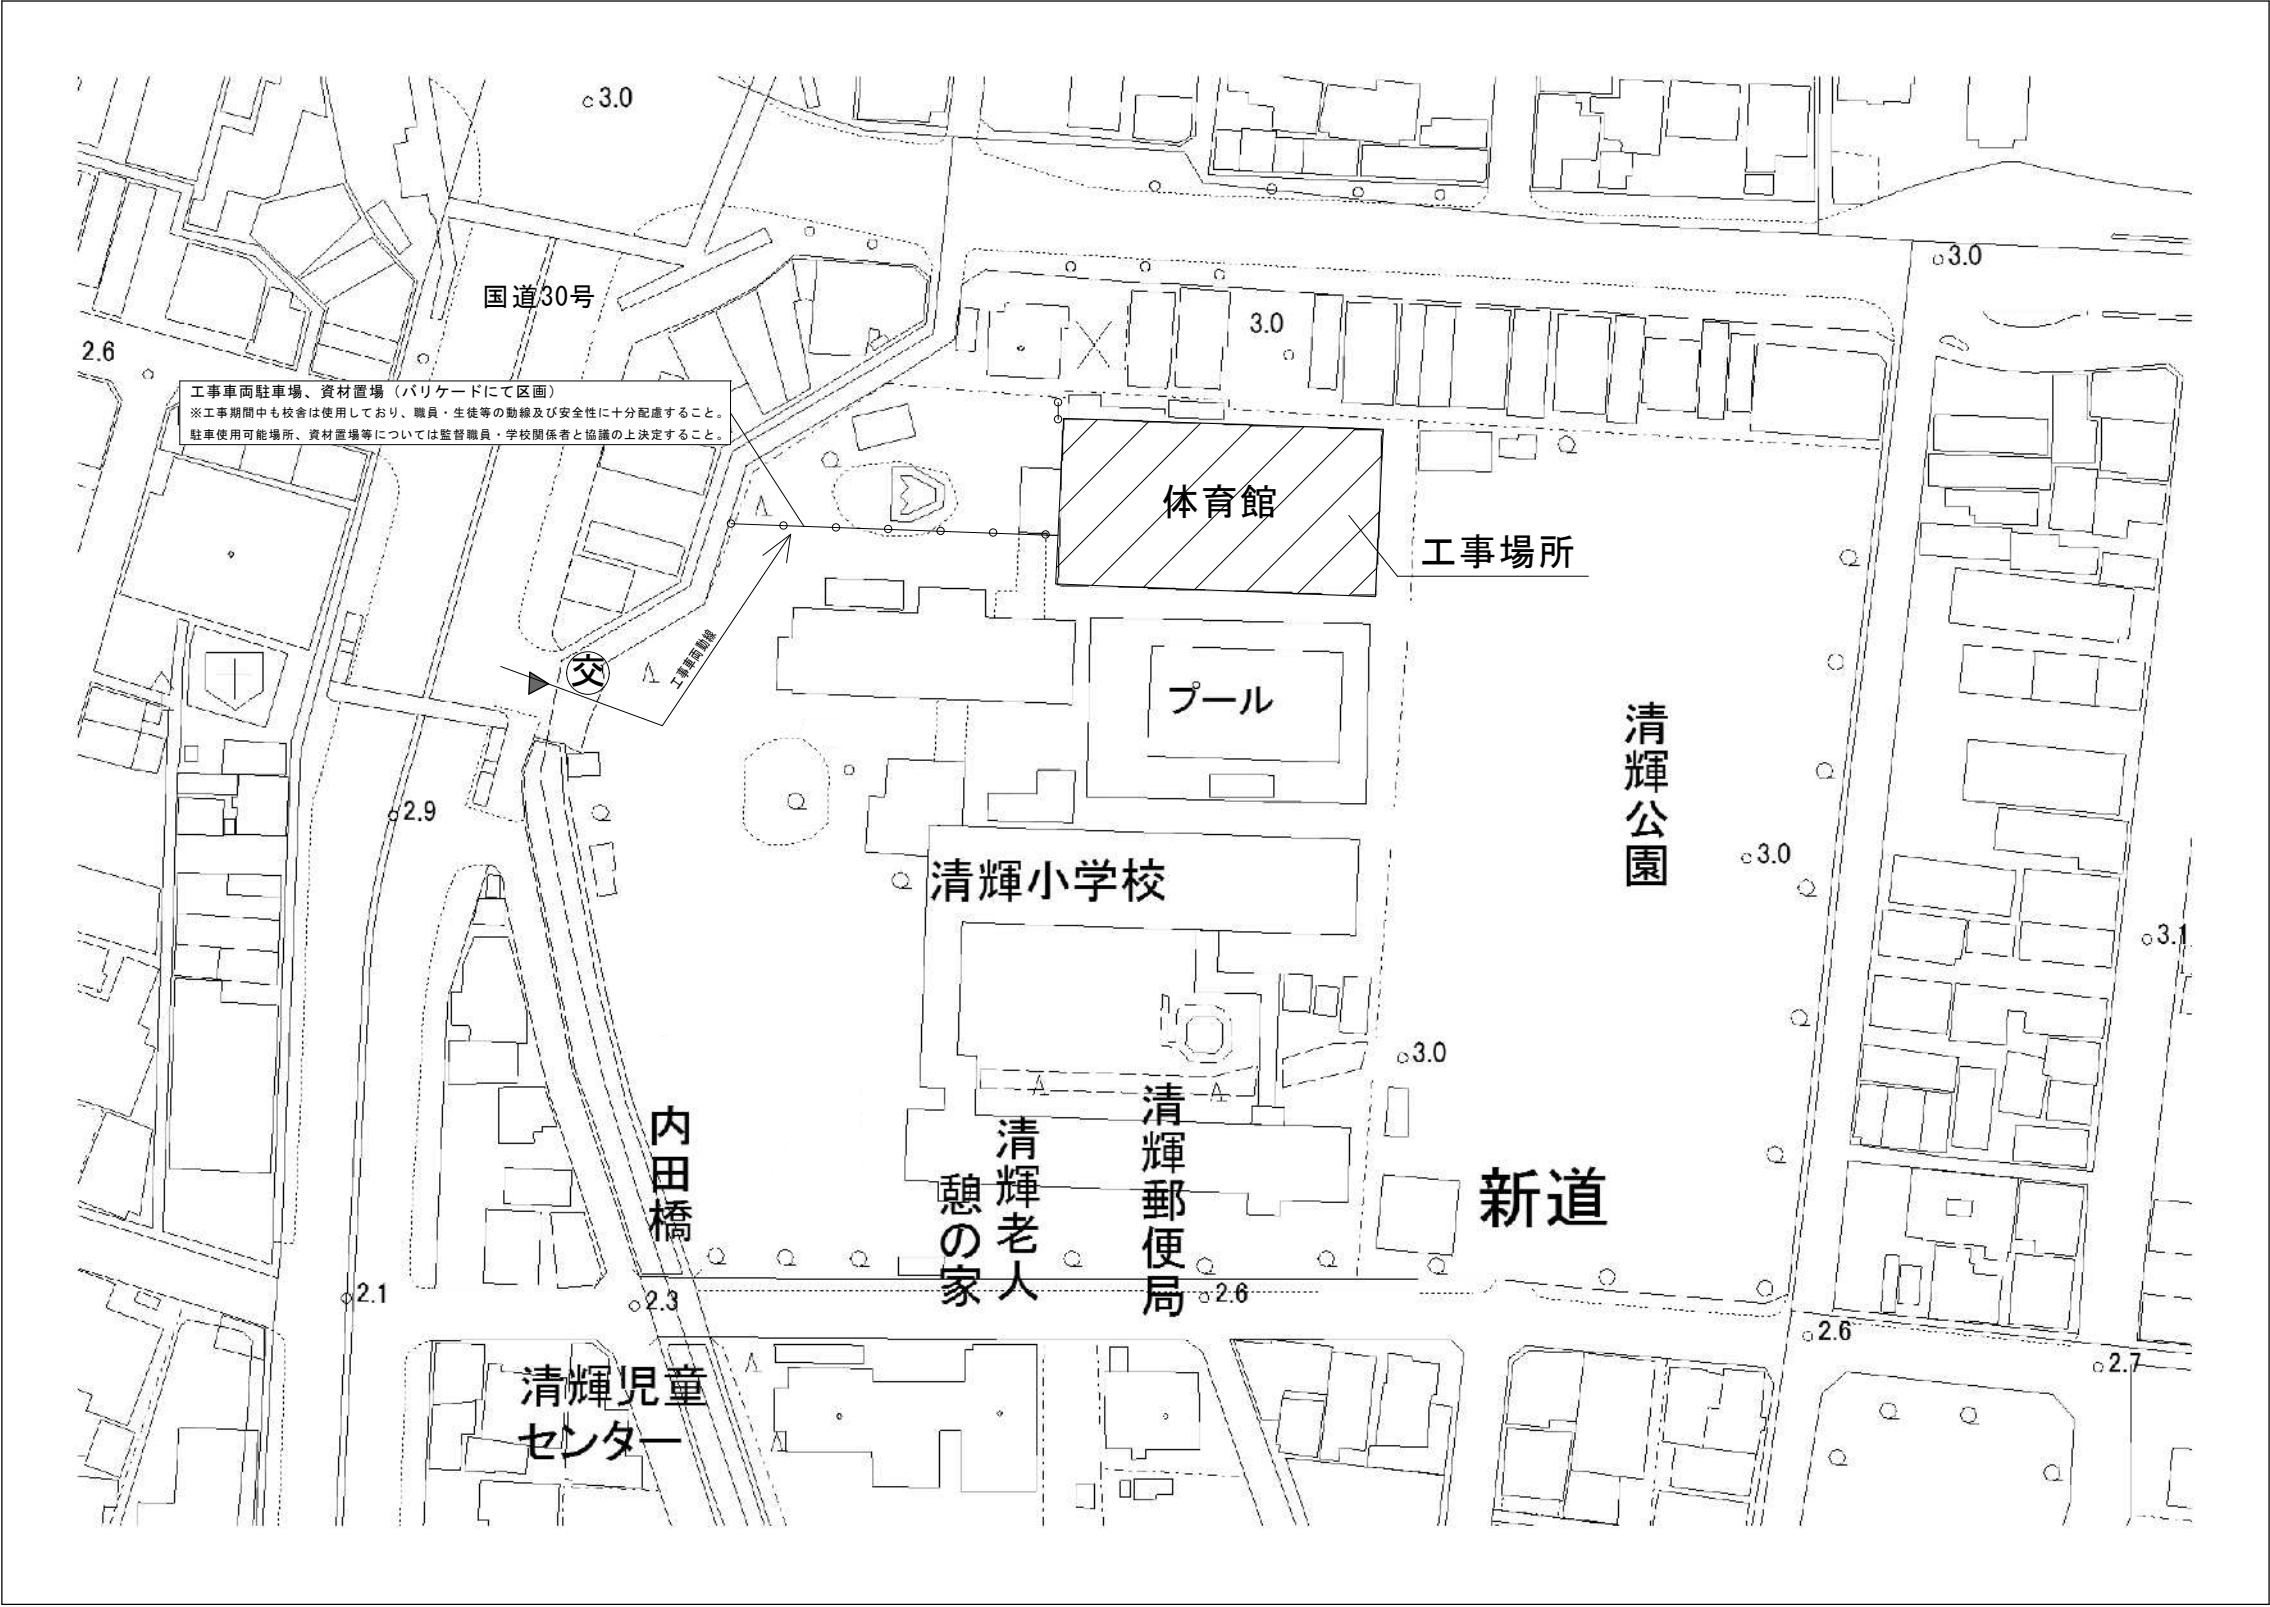 3.0
国道30号
3.0
3.0
2.6
工事車両駐車場、資材置場（バリケードにて区画）
※工事期間中も校舎は使用しており、職員・生徒等の動線及び安全性に十分配慮すること。
駐車使用可能場所、資材置場等については監督職員・学校関係者と協議の上決定すること。
体育館
工事場所
工事車両動線
交
プール
清輝公園
2.9
3.0
清輝小学校
3.1
3.0
内田橋
清輝老人
憩の家
清輝郵便局
新道
2.1
2.3
2.6
2.6
2.7
清輝児童
センター